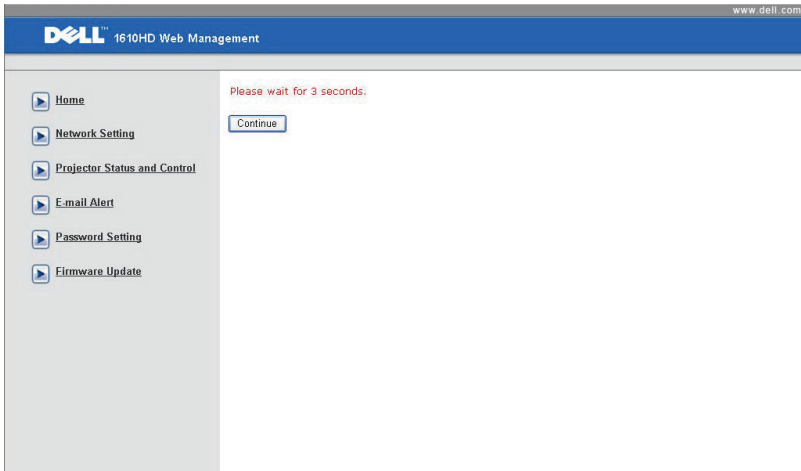 www.dell.com
DELL™ 1610HD Web Management
Home
Network Setting
Projector Status and Control
E-mail Alert
Password Setting
Firmware Update
Please wait for 3 seconds.
Continue